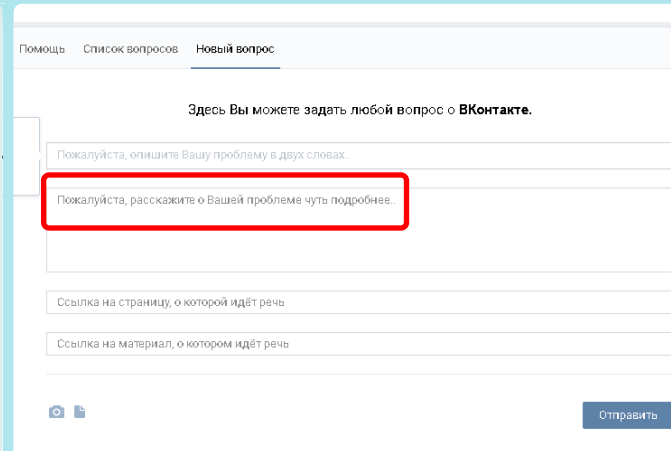 Помощь Список вопросов Новый вопрос
Здесь Вы можете задать любой вопрос о ВКонтакте.
Пожалуйста, опишите Вашу проблему в двух словах..
Пожалуйста, расскажите о Вашей проблеме чуть подробнее..
Ссылка на страницу, о которой идёт речь
Ссылка на материал, о котором идёт речь
Отправить